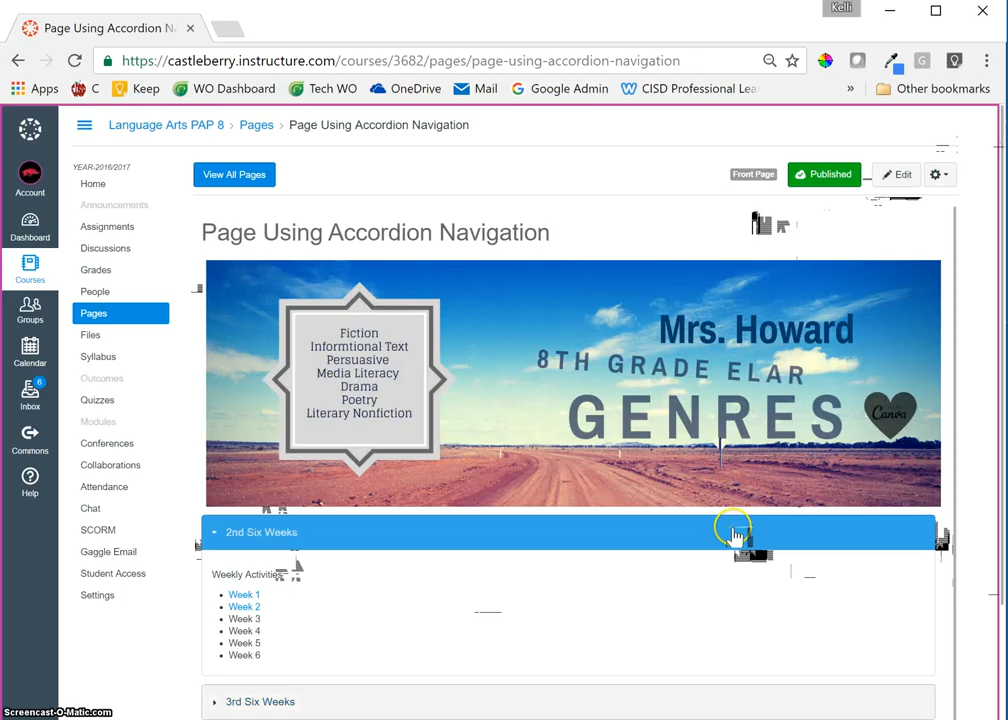 Kelli
Page Using Accordion N
https://castleberry.instructure.com/courses/3682/pages/page-using-accordion-navigation
Apps
C
Keep
WO Dashboard
Tech WO
OneDrive
Mail
Google Admin
CISD Professional Lea
»
Other bookmarks
Language Arts PAP 8 > Pages > Page Using Accordion Navigation
YEAR-2016/2017
Home
Announcements
Assignments
Discussions
Grades
People
Pages
Files
Syllabus
Outcomes
Quizzes
Modules
Conferences
Collaborations
Attendance
Chat
SCORM
Gaggle Email
Student Access
Settings
Account
Dashboard
Courses
Groups
Calendar
6
Inbox
Commons
Help
View All Pages
Front Page
Published
Edit
Page Using Accordion Navigation
Fiction
Informtional Text
Persuasive
Media Literacy
Drama
Poetry
Literary Nonfiction
Mrs. Howard
8TH GRADE ELAR
GENRES
Canva
2nd Six Weeks
Weekly Activities
Week 1
Week 2
Week 3
Week 4
Week 5
Week 6
3rd Six Weeks
Screencast-O-Matic.com